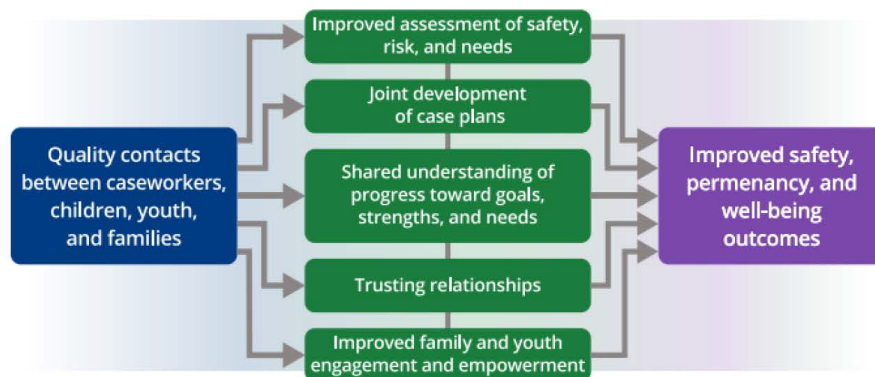 Improved assessment of safety,
risk, and needs
Joint development
of case plans
Quality contacts
between caseworkers,
children, youth,
and families
Shared understanding of
progress toward goals,
strengths, and needs
Improved safety,
permenancy, and
well-being
outcomes
Trusting relationships
Improved family and youth
engagement and empowerment